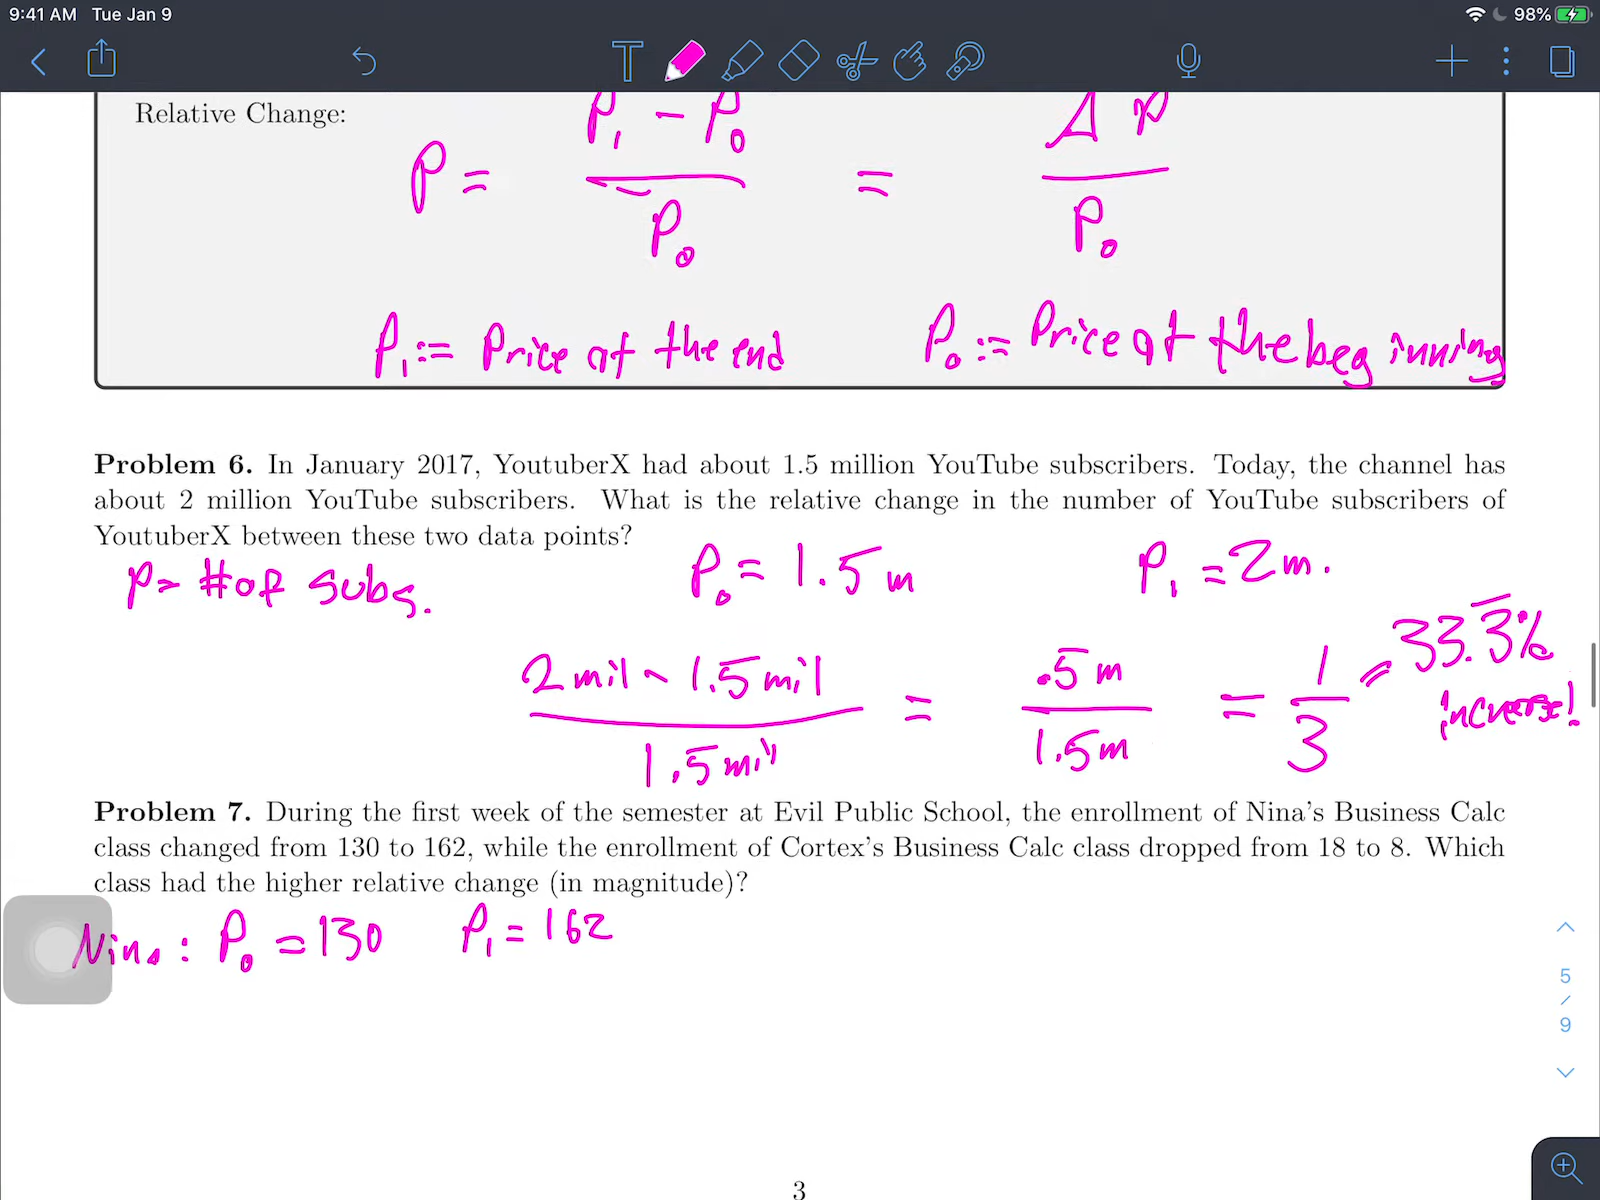 9:41 AM Tue Jan 9 98%
Relative Change:
P = P₁ - P₀ / P₀ = Δ P / P₀
P₁ := Price at the end P₀ := Price at the beginning
Problem 6. In January 2017, YoutuberX had about 1.5 million YouTube subscribers. Today, the channel has
about 2 million YouTube subscribers. What is the relative change in the number of YouTube subscribers of
YoutuberX between these two data points?
P = # of subs. P₀ = 1.5 m P₁ = 2m.
2 mil - 1.5 mil / 1.5 mil = .5 m / 1.5 m = 1 / 3 = 33.3̅%
increase!
Problem 7. During the first week of the semester at Evil Public School, the enrollment of Nina's Business Calc
class changed from 130 to 162, while the enrollment of Cortex's Business Calc class dropped from 18 to 8. Which
class had the higher relative change (in magnitude)?
Nina: P₀ = 130 P₁ = 162
5
/
9
3